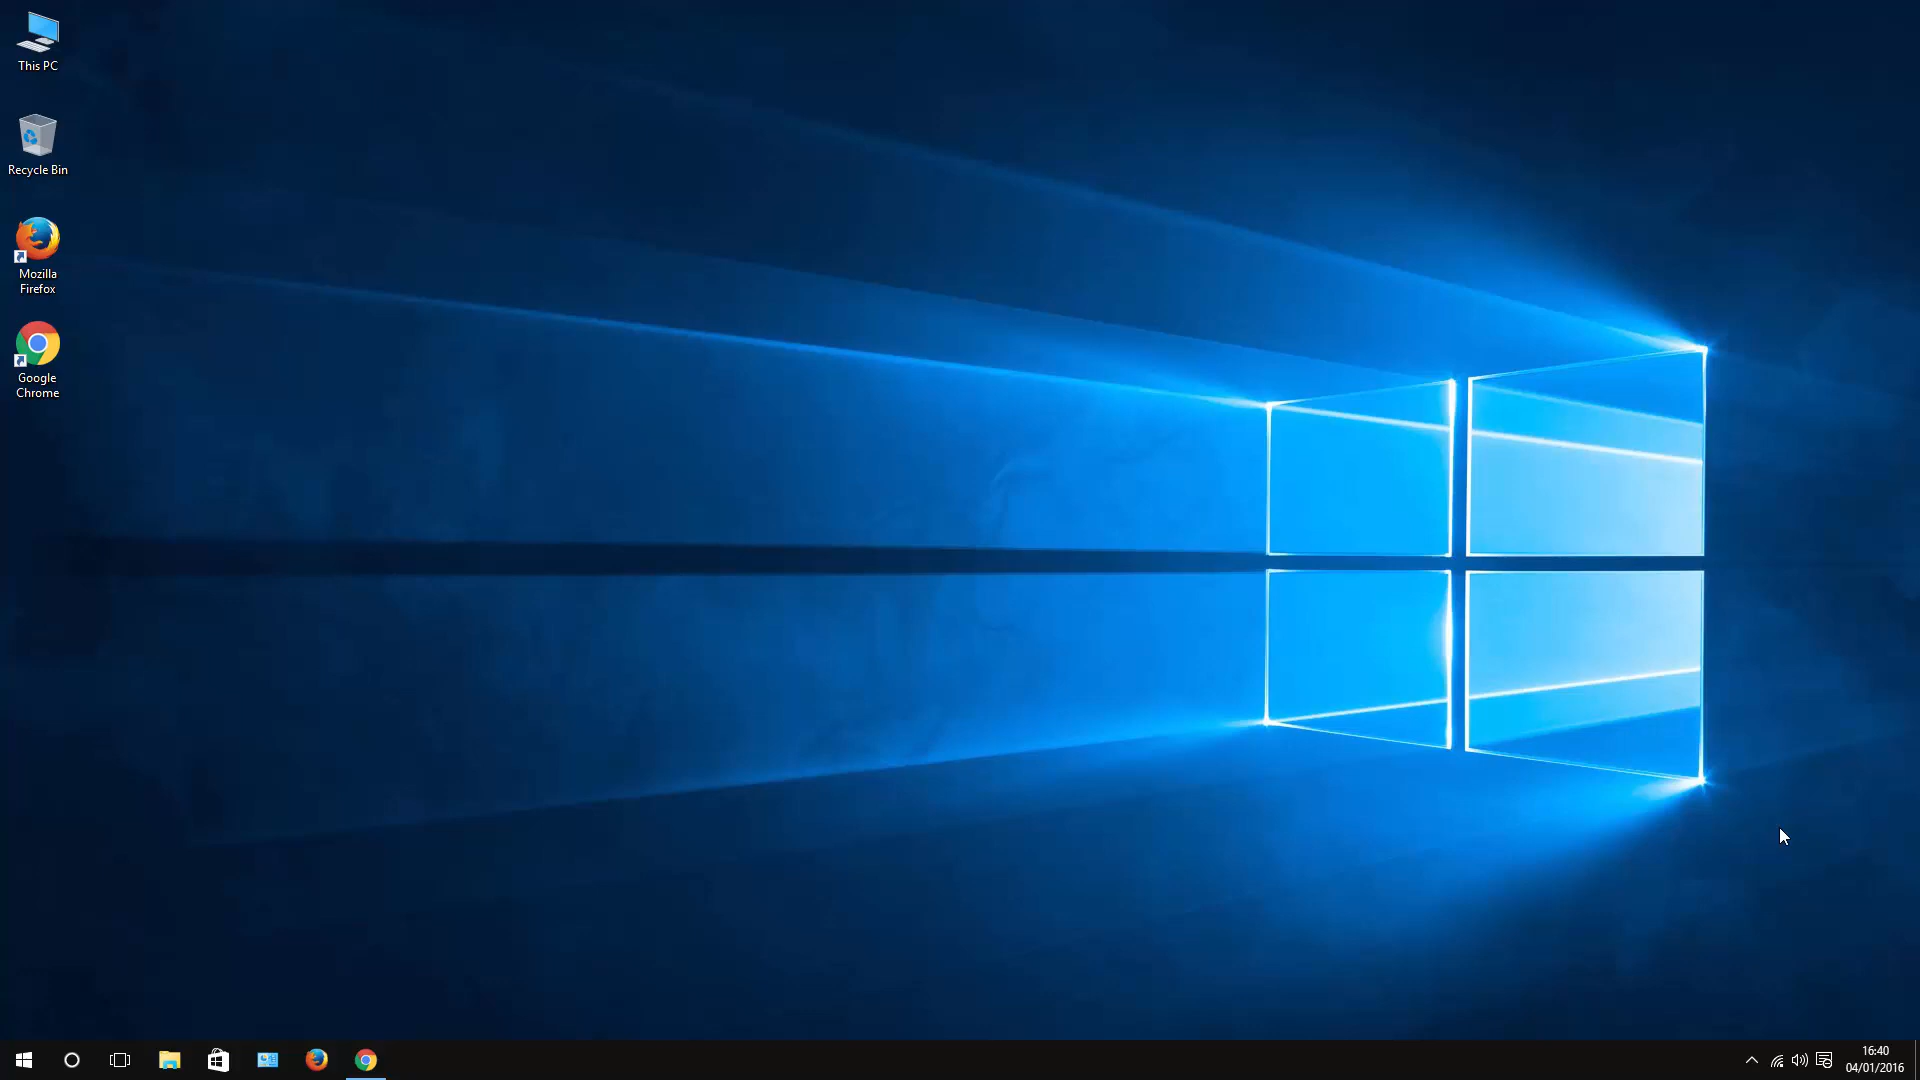 This PC
Recycle Bin
Mozilla
Firefox
Google
Chrome
16:40
04/01/2016